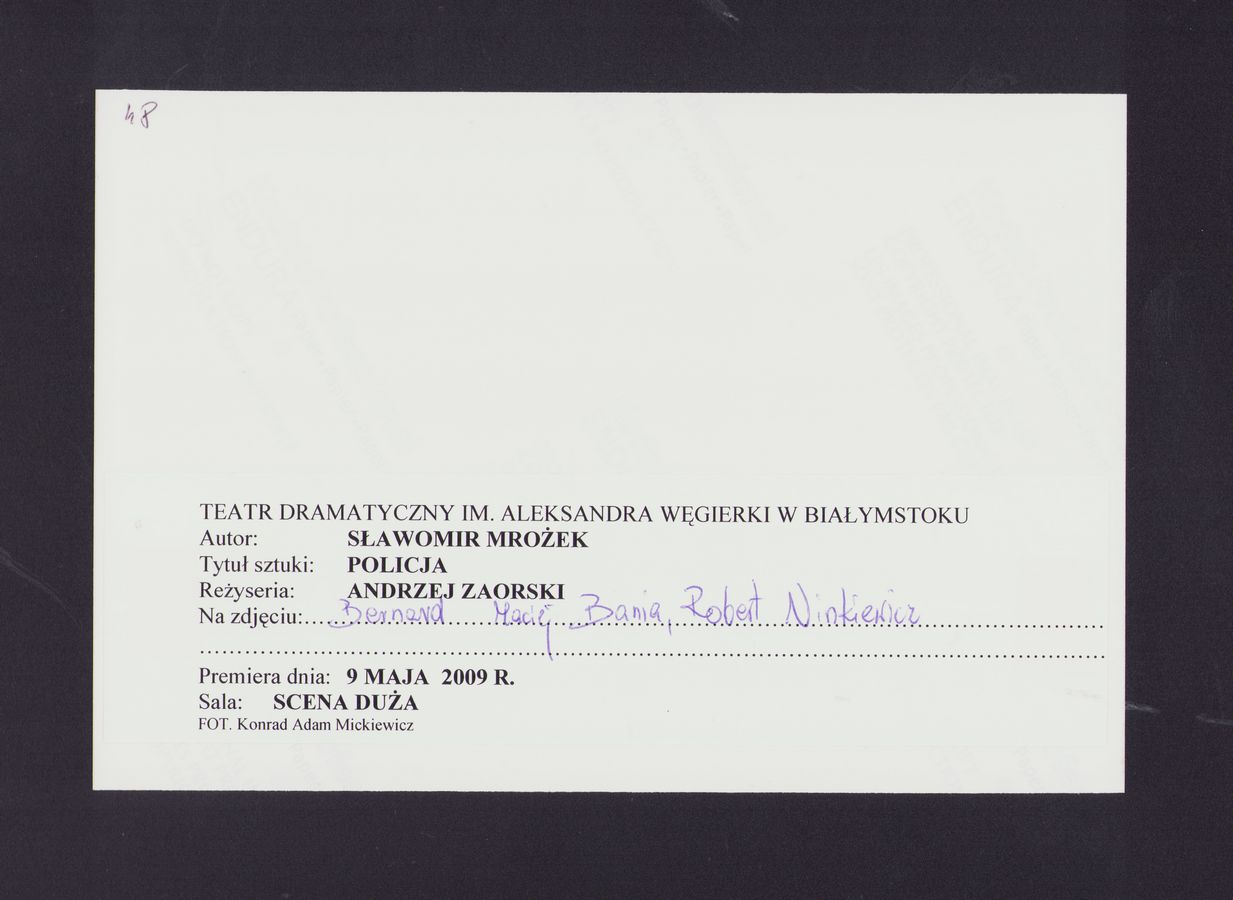 48
TEATR DRAMATYCZNY IM. ALEKSANDRA WĘGIERKI W BIAŁYMSTOKU
Autor: SŁAWOMIR MROŻEK
Tytuł sztuki: POLICJA
Reżyseria: ANDRZEJ ZAORSKI
Na zdjęciu:.....Bernard Maciej Bania, Robert Ninkiewicz
Premiera dnia: 9 MAJA 2009 R.
Sala: SCENA DUŻA
FOT. Konrad Adam Mickiewicz